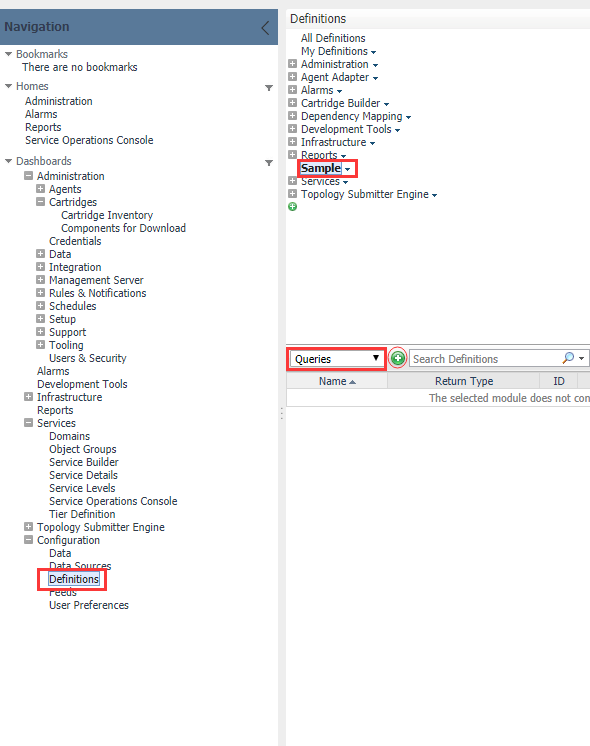 Navigation
Bookmarks
There are no bookmarks
Homes
Administration
Alarms
Reports
Service Operations Console
Dashboards
Administration
Agents
Cartridges
Cartridge Inventory
Components for Download
Credentials
Data
Integration
Management Server
Rules & Notifications
Schedules
Setup
Support
Tooling
Users & Security
Alarms
Development Tools
Infrastructure
Reports
Services
Domains
Object Groups
Service Builder
Service Details
Service Levels
Service Operations Console
Tier Definition
Topology Submitter Engine
Configuration
Data
Data Sources
Definitions
Feeds
User Preferences
Definitions
All Definitions
My Definitions
Administration
Agent Adapter
Alarms
Cartridge Builder
Dependency Mapping
Development Tools
Infrastructure
Reports
Sample
Services
Topology Submitter Engine
Queries Search Definitions
Name Return Type ID
The selected module does not con